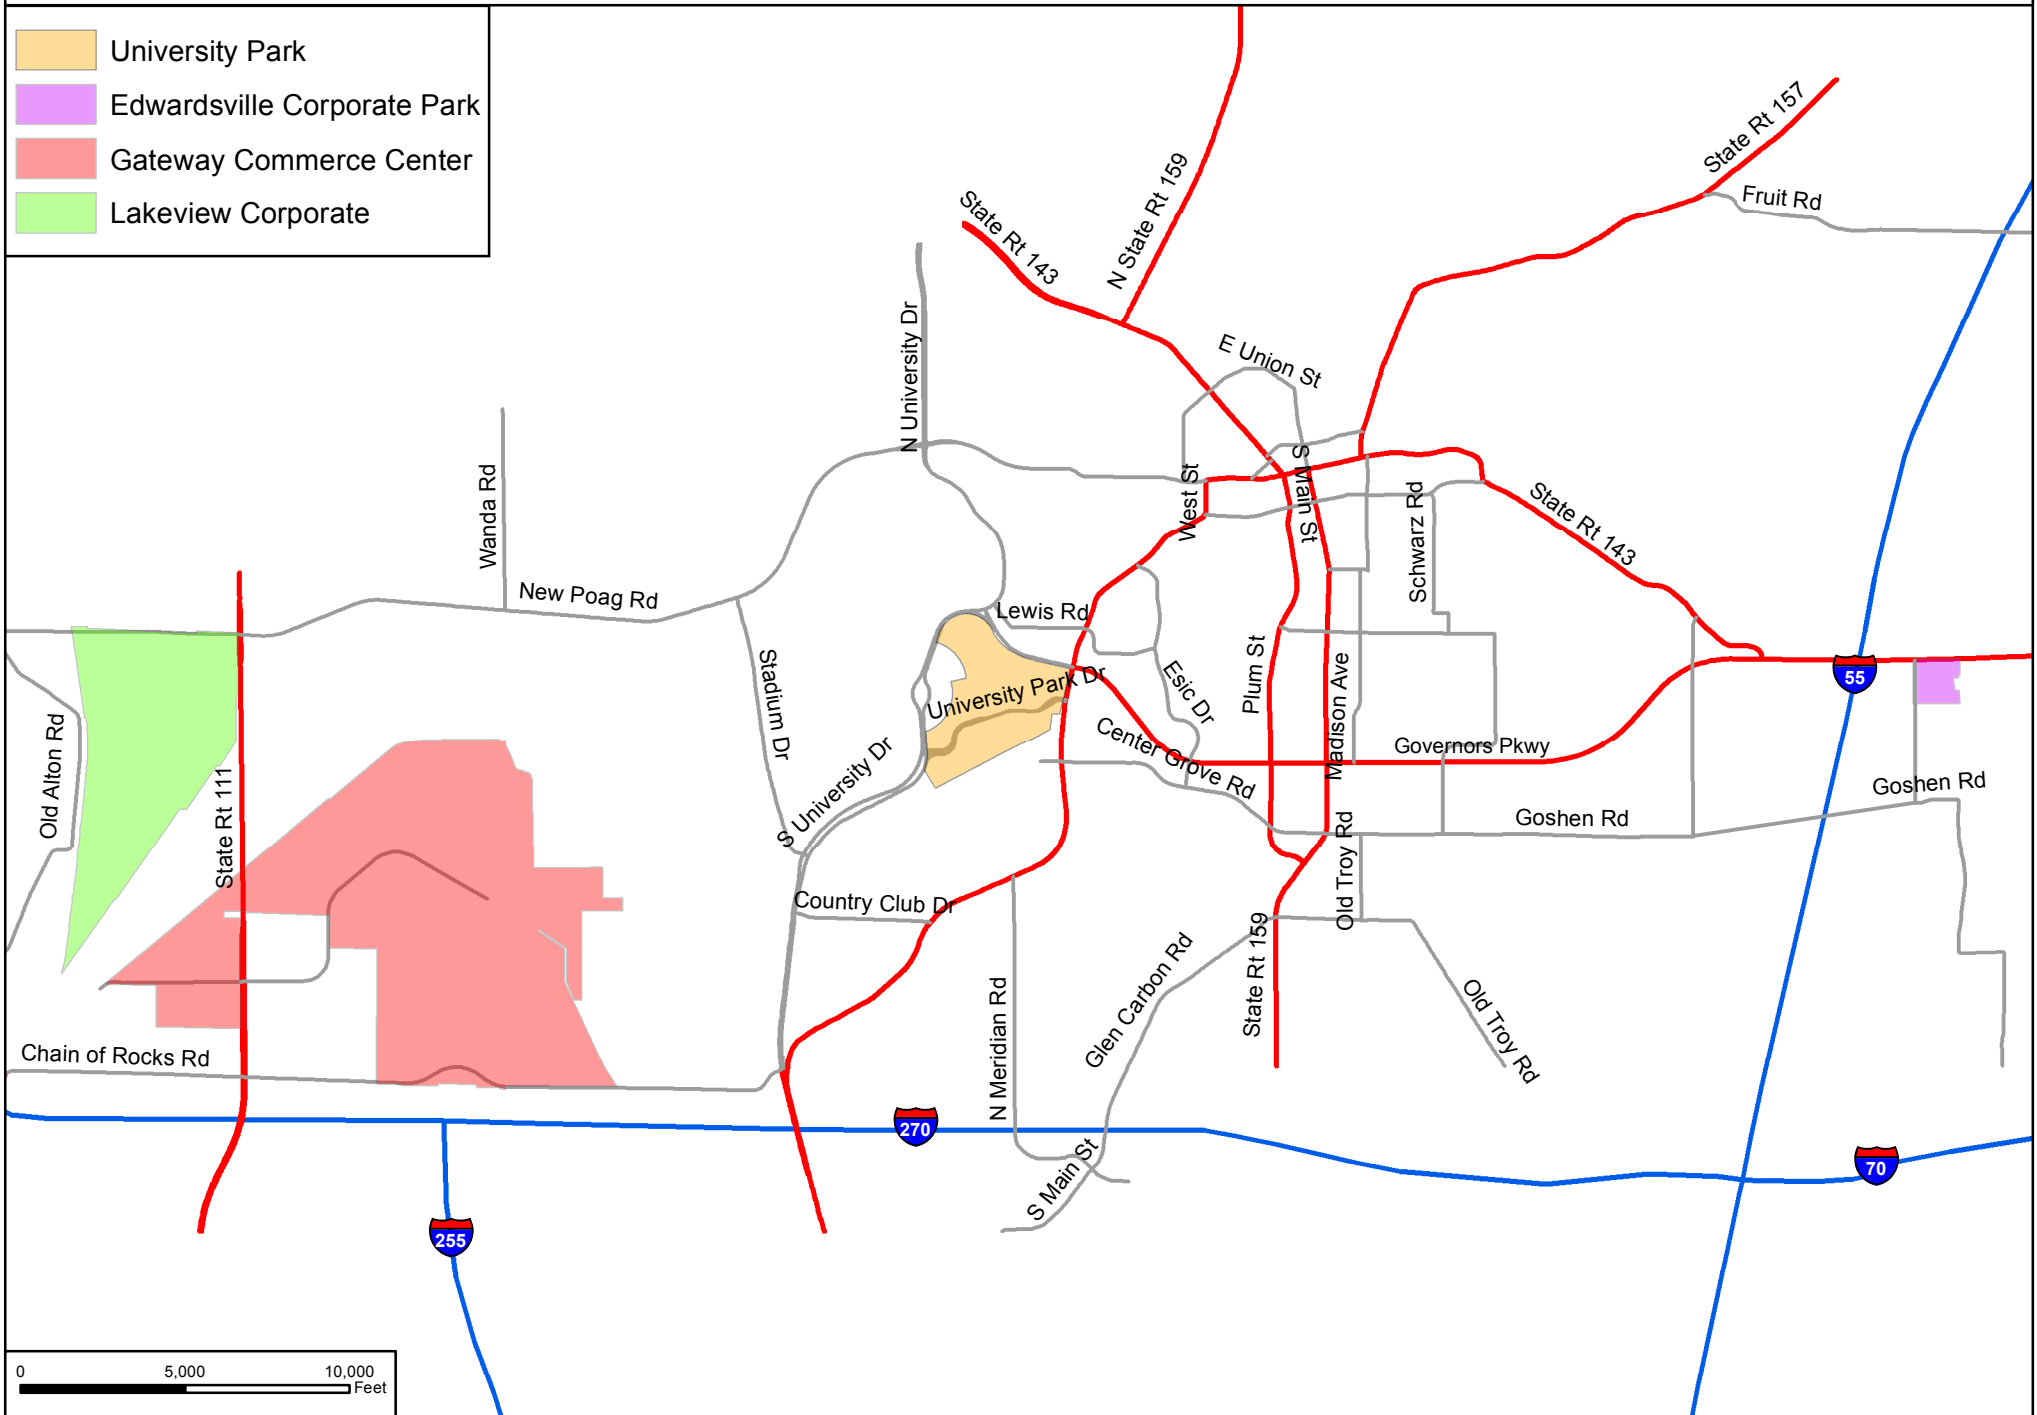 University Park
Edwardsville Corporate Park
Gateway Commerce Center
Lakeview Corporate
State Rt 157
Fruit Rd
N State Rt 159
State Rt 143
E Union St
N University Dr
S Main St
West St
Wanda Rd
Schwarz Rd
State Rt 143
New Poag Rd
Lewis Rd
Stadium Dr
Esic Dr
Plum St
Madison Ave
55
University Park Dr
Old Alton Rd
State Rt 111
S University Dr
Center Grove Rd
Governors Pkwy
Goshen Rd
Goshen Rd
Old Troy Rd
Country Club Dr
State Rt 159
Glen Carbon Rd
N Meridian Rd
Old Troy Rd
Chain of Rocks Rd
270
70
S Main St
255
0 5,000 10,000
Feet